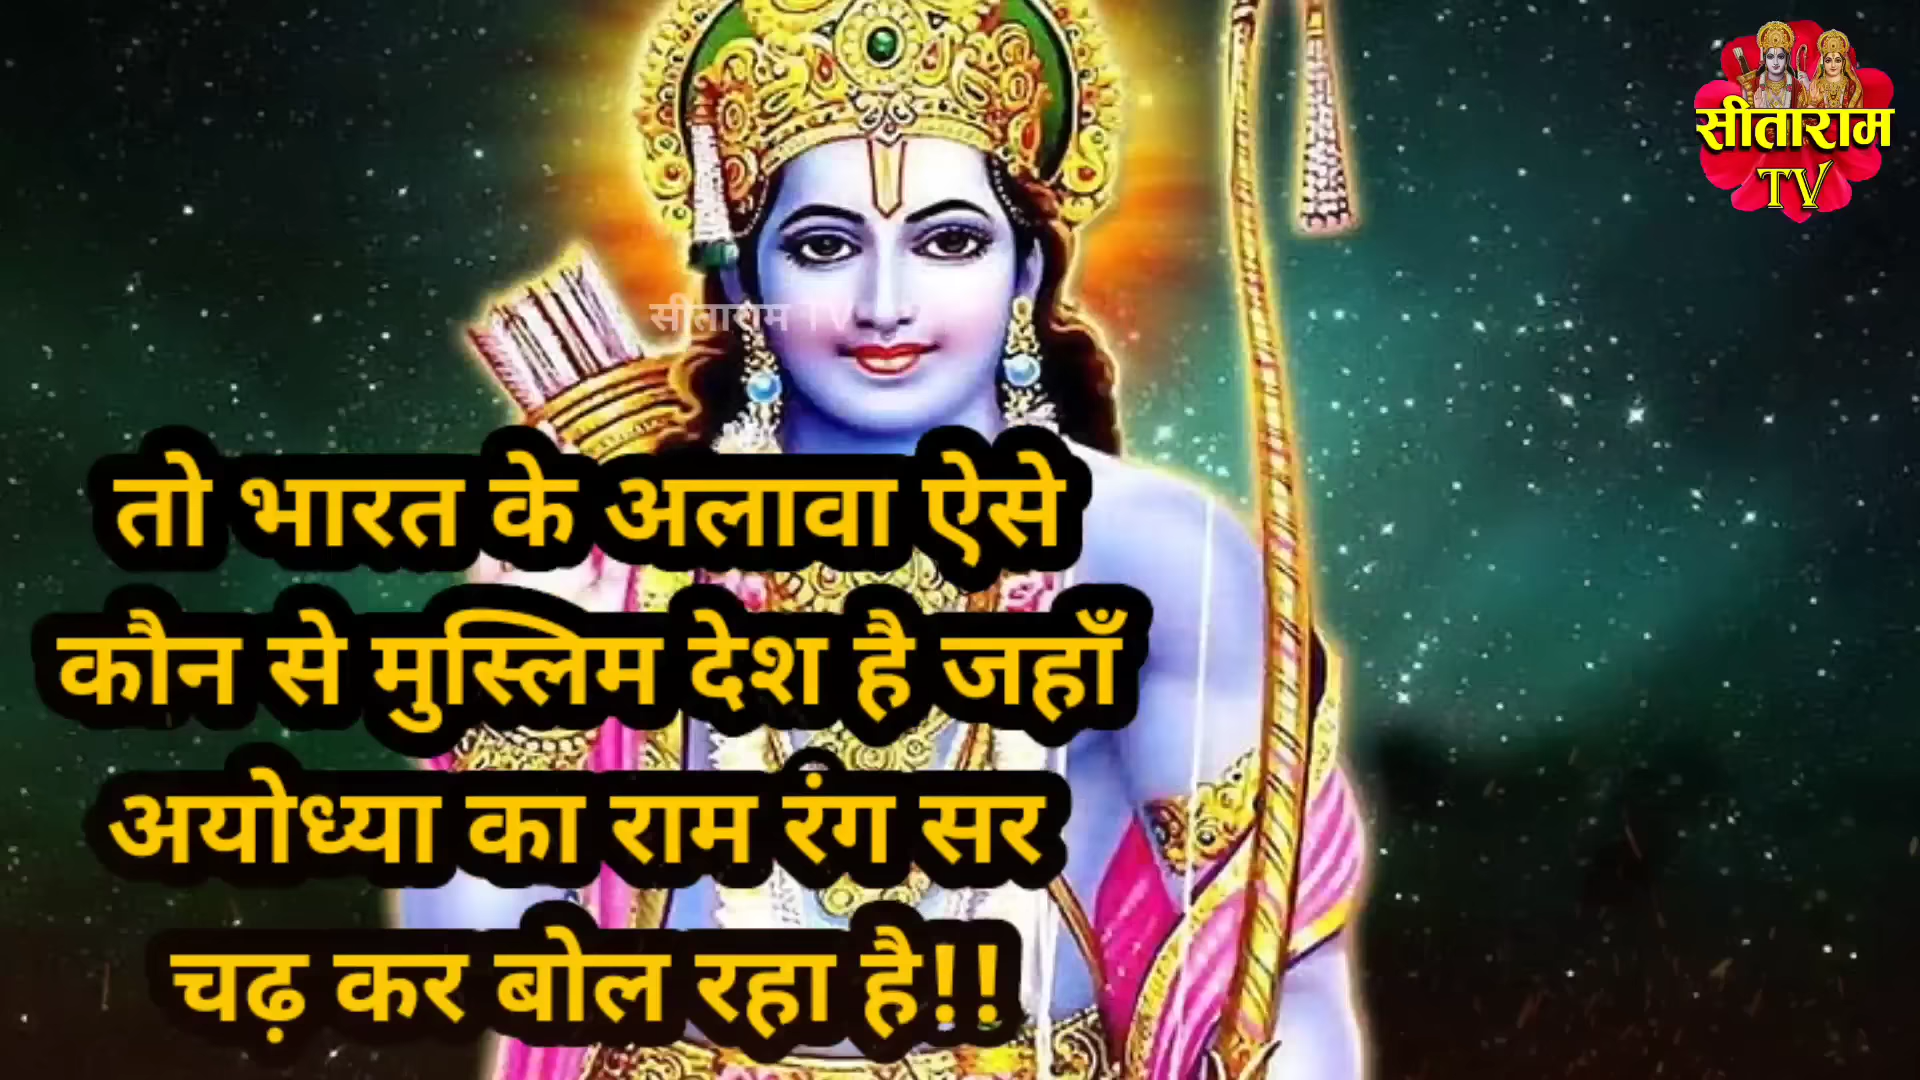 सीताराम
TV
सीताराम TV
तो भारत के अलावा ऐसे
कौन से मुस्लिम देश है जहाँ
अयोध्या का राम रंग सर
चढ़ कर बोल रहा है!!